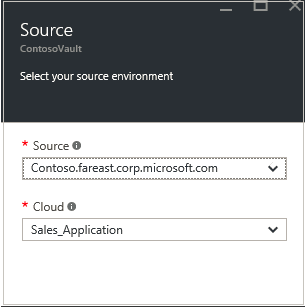 Source
ContosoVault
Select your source environment
* Source
Contoso.fareast.corp.microsoft.com
* Cloud
Sales_Application